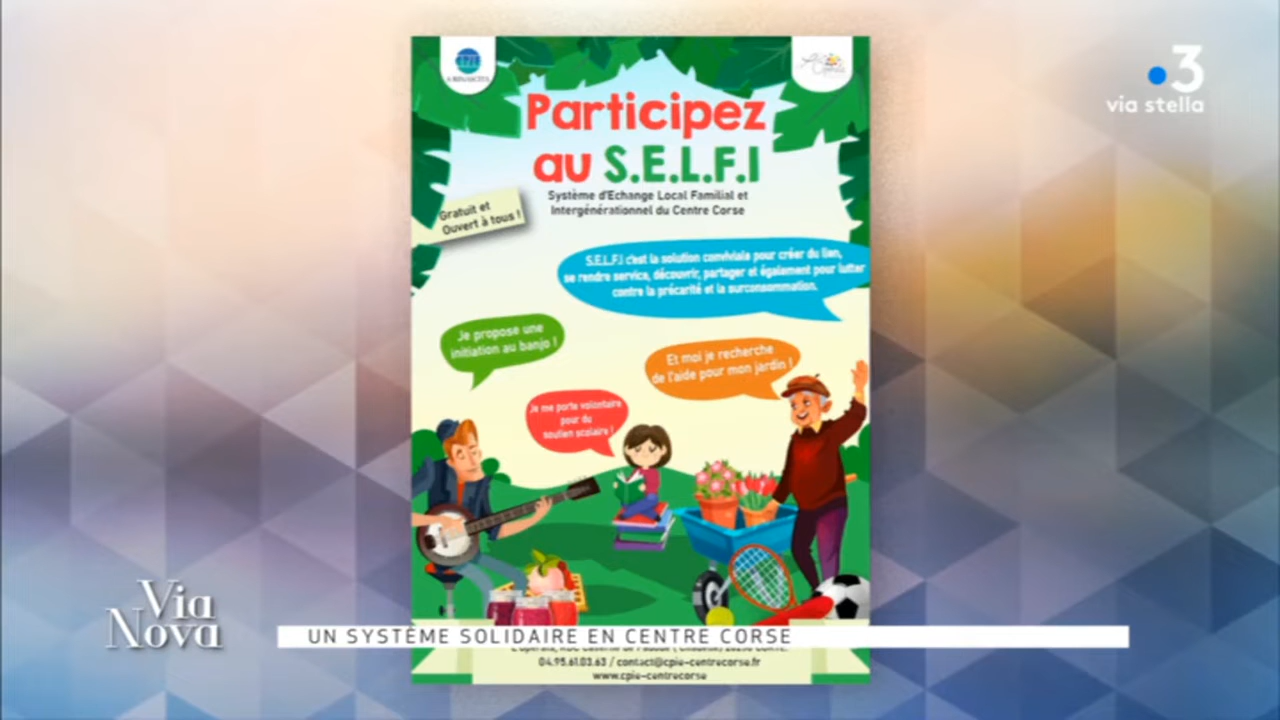 3
via stella
CPIE
A RINASCITA
Participez
au S.E.L.F.I
Système d'Echange Local Familial et
Intergénérationnel du Centre Corse
Gratuit et
Ouvert à tous !
S.E.L.F.I c'est la solution conviviale pour créer du lien,
se rendre service, découvrir, partager et également pour lutter
contre la précarité et la surconsommation.
Je propose une
initiation au banjo !
Et moi je recherche
de l'aide pour mon jardin !
Je me porte volontaire
pour du
soutien scolaire !
Via
Nova
UN SYSTÈME SOLIDAIRE EN CENTRE CORSE
04.95.61.03.63 / contact@cpie-centrecorse.fr
www.cpie-centrecorse